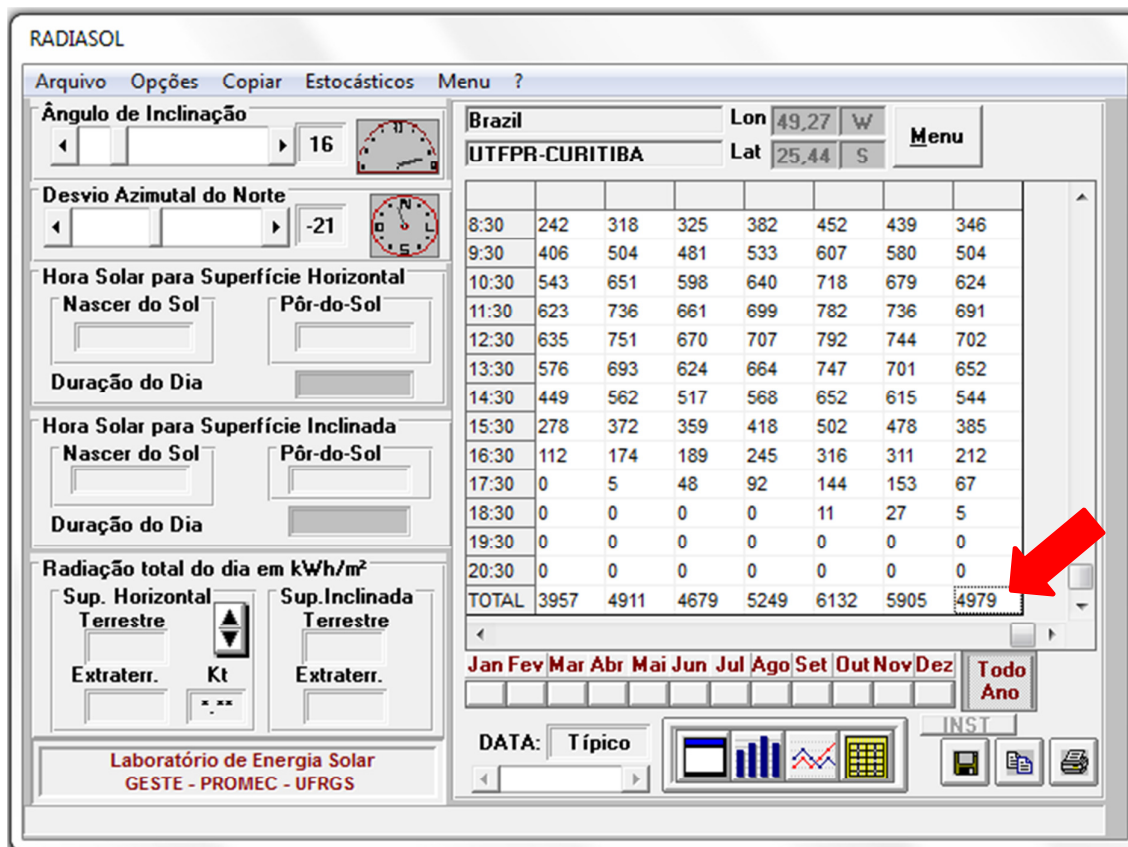 RADIASOL
Arquivo Opções Copiar Estocásticos Menu ?
Ângulo de Inclinação
16
Desvio Azimutal do Norte
-21
N
O L
S
Hora Solar para Superfície Horizontal
Nascer do Sol Pôr-do-Sol
Duração do Dia
Hora Solar para Superfície Inclinada
Nascer do Sol Pôr-do-Sol
Duração do Dia
Radiação total do dia em kWh/m²
Sup. Horizontal Sup.Inclinada
Terrestre Terrestre
Extraterr. Kt Extraterr.
*.**
Laboratório de Energia Solar
GESTE - PROMEC - UFRGS
Brazil Lon 49,27 W
UTFPR-CURITIBA Lat 25,44 S
Menu
8:30 242 318 325 382 452 439 346
9:30 406 504 481 533 607 580 504
10:30 543 651 598 640 718 679 624
11:30 623 736 661 699 782 736 691
12:30 635 751 670 707 792 744 702
13:30 576 693 624 664 747 701 652
14:30 449 562 517 568 652 615 544
15:30 278 372 359 418 502 478 385
16:30 112 174 189 245 316 311 212
17:30 0 5 48 92 144 153 67
18:30 0 0 0 0 11 27 5
19:30 0 0 0 0 0 0 0
20:30 0 0 0 0 0 0 0
TOTAL 3957 4911 4679 5249 6132 5905 4979
Jan Fev Mar Abr Mai Jun Jul Ago Set Out Nov Dez
Todo
Ano
INST
DATA: Típico